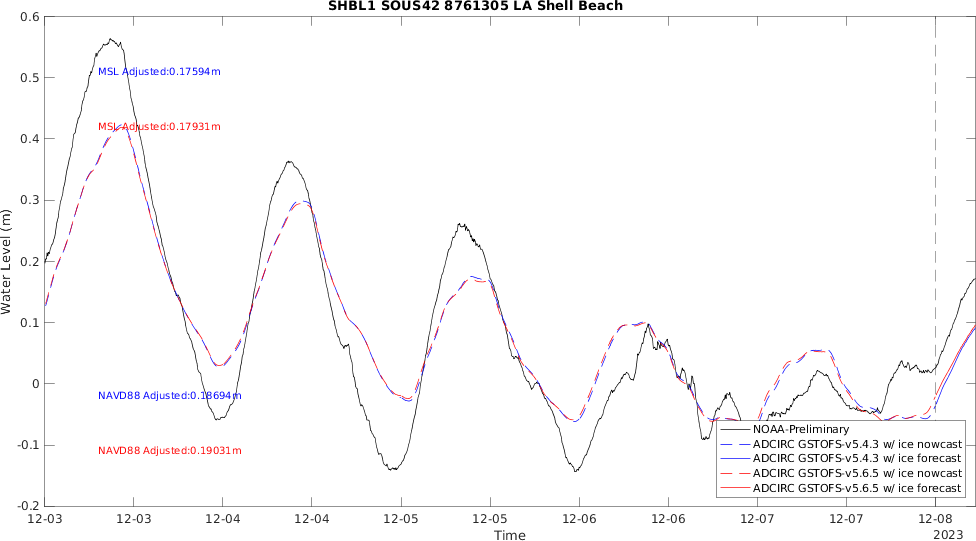 SHBL1 SOUS42 8761305 LA Shell Beach
Water Level (m)
0.6
0.5
0.4
0.3
0.2
0.1
0
-0.1
-0.2
MSL Adjusted:0.17594m
MSL Adjusted:0.17931m
NAVD88 Adjusted:0.18694m
NAVD88 Adjusted:0.19031m
NOAA-Preliminary
ADCIRC GSTOFS-v5.4.3 w/ ice nowcast
ADCIRC GSTOFS-v5.4.3 w/ ice forecast
ADCIRC GSTOFS-v5.6.5 w/ ice nowcast
ADCIRC GSTOFS-v5.6.5 w/ ice forecast
12-03 12-03 12-04 12-04 12-05 12-05 12-06 12-06 12-07 12-07 12-08
Time 2023